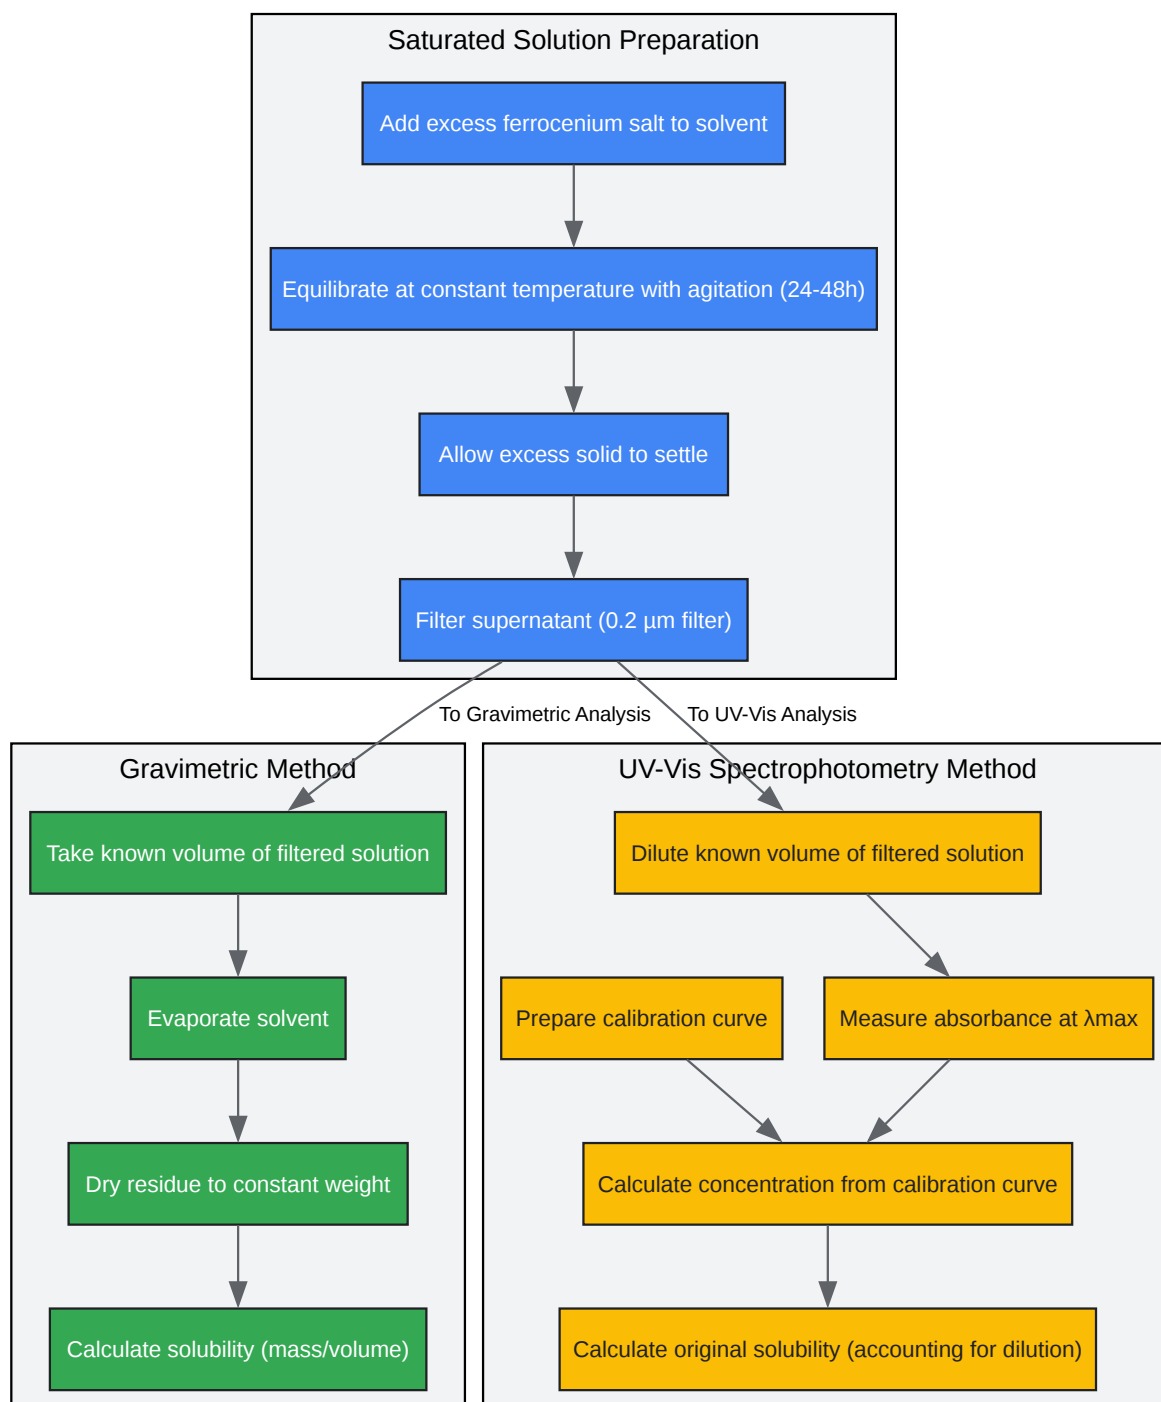 Saturated Solution Preparation
Add excess ferrocenium salt to solvent
Equilibrate at constant temperature with agitation (24-48h)
Allow excess solid to settle
Filter supernatant (0.2 µm filter)
To Gravimetric Analysis
To UV-Vis Analysis
Gravimetric Method
Take known volume of filtered solution
Evaporate solvent
Dry residue to constant weight
Calculate solubility (mass/volume)
UV-Vis Spectrophotometry Method
Dilute known volume of filtered solution
Prepare calibration curve
Measure absorbance at λmax
Calculate concentration from calibration curve
Calculate original solubility (accounting for dilution)